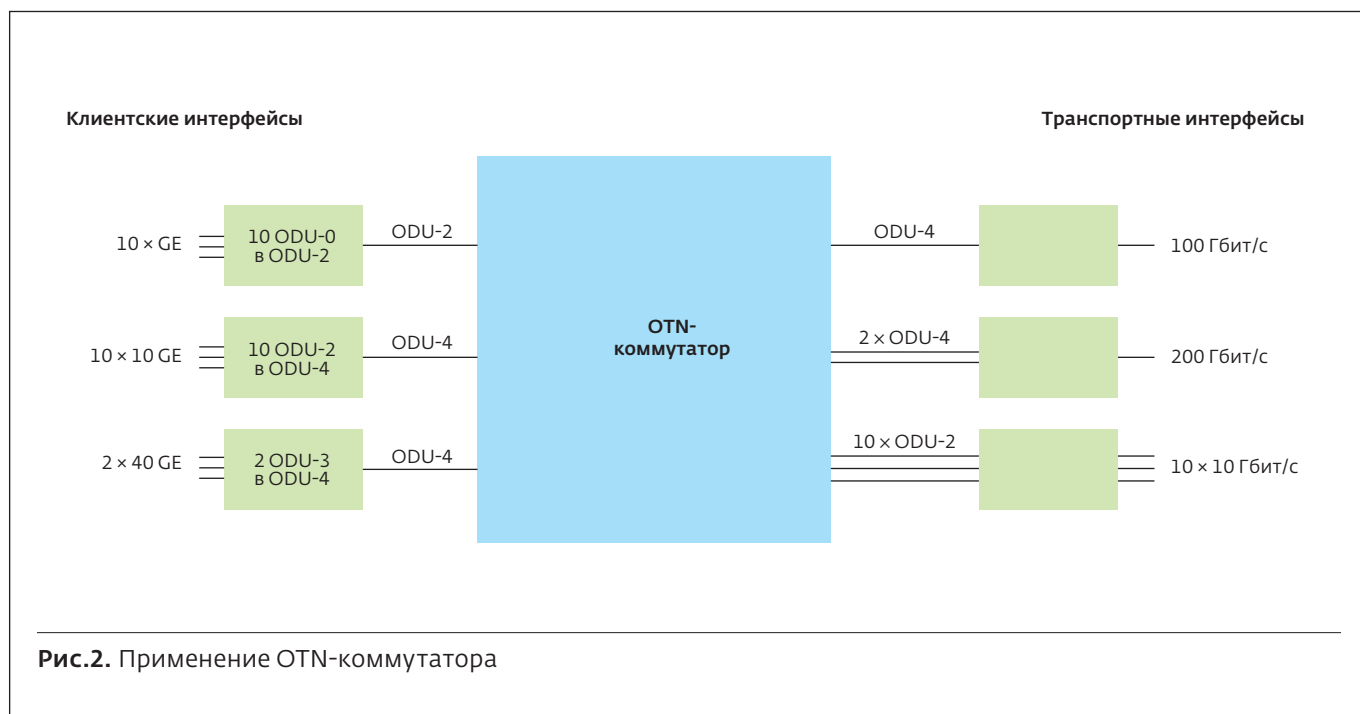 Клиентские интерфейсы
Транспортные интерфейсы
10 × GE
10 ODU-0
в ODU-2
ODU-2
ODU-4
100 Гбит/с
10 × 10 GE
10 ODU-2
в ODU-4
ODU-4
OTN-
коммутатор
2 × ODU-4
200 Гбит/с
2 × 40 GE
2 ODU-3
в ODU-4
ODU-4
10 × ODU-2
10 × 10 Гбит/с
Рис.2. Применение OTN-коммутатора